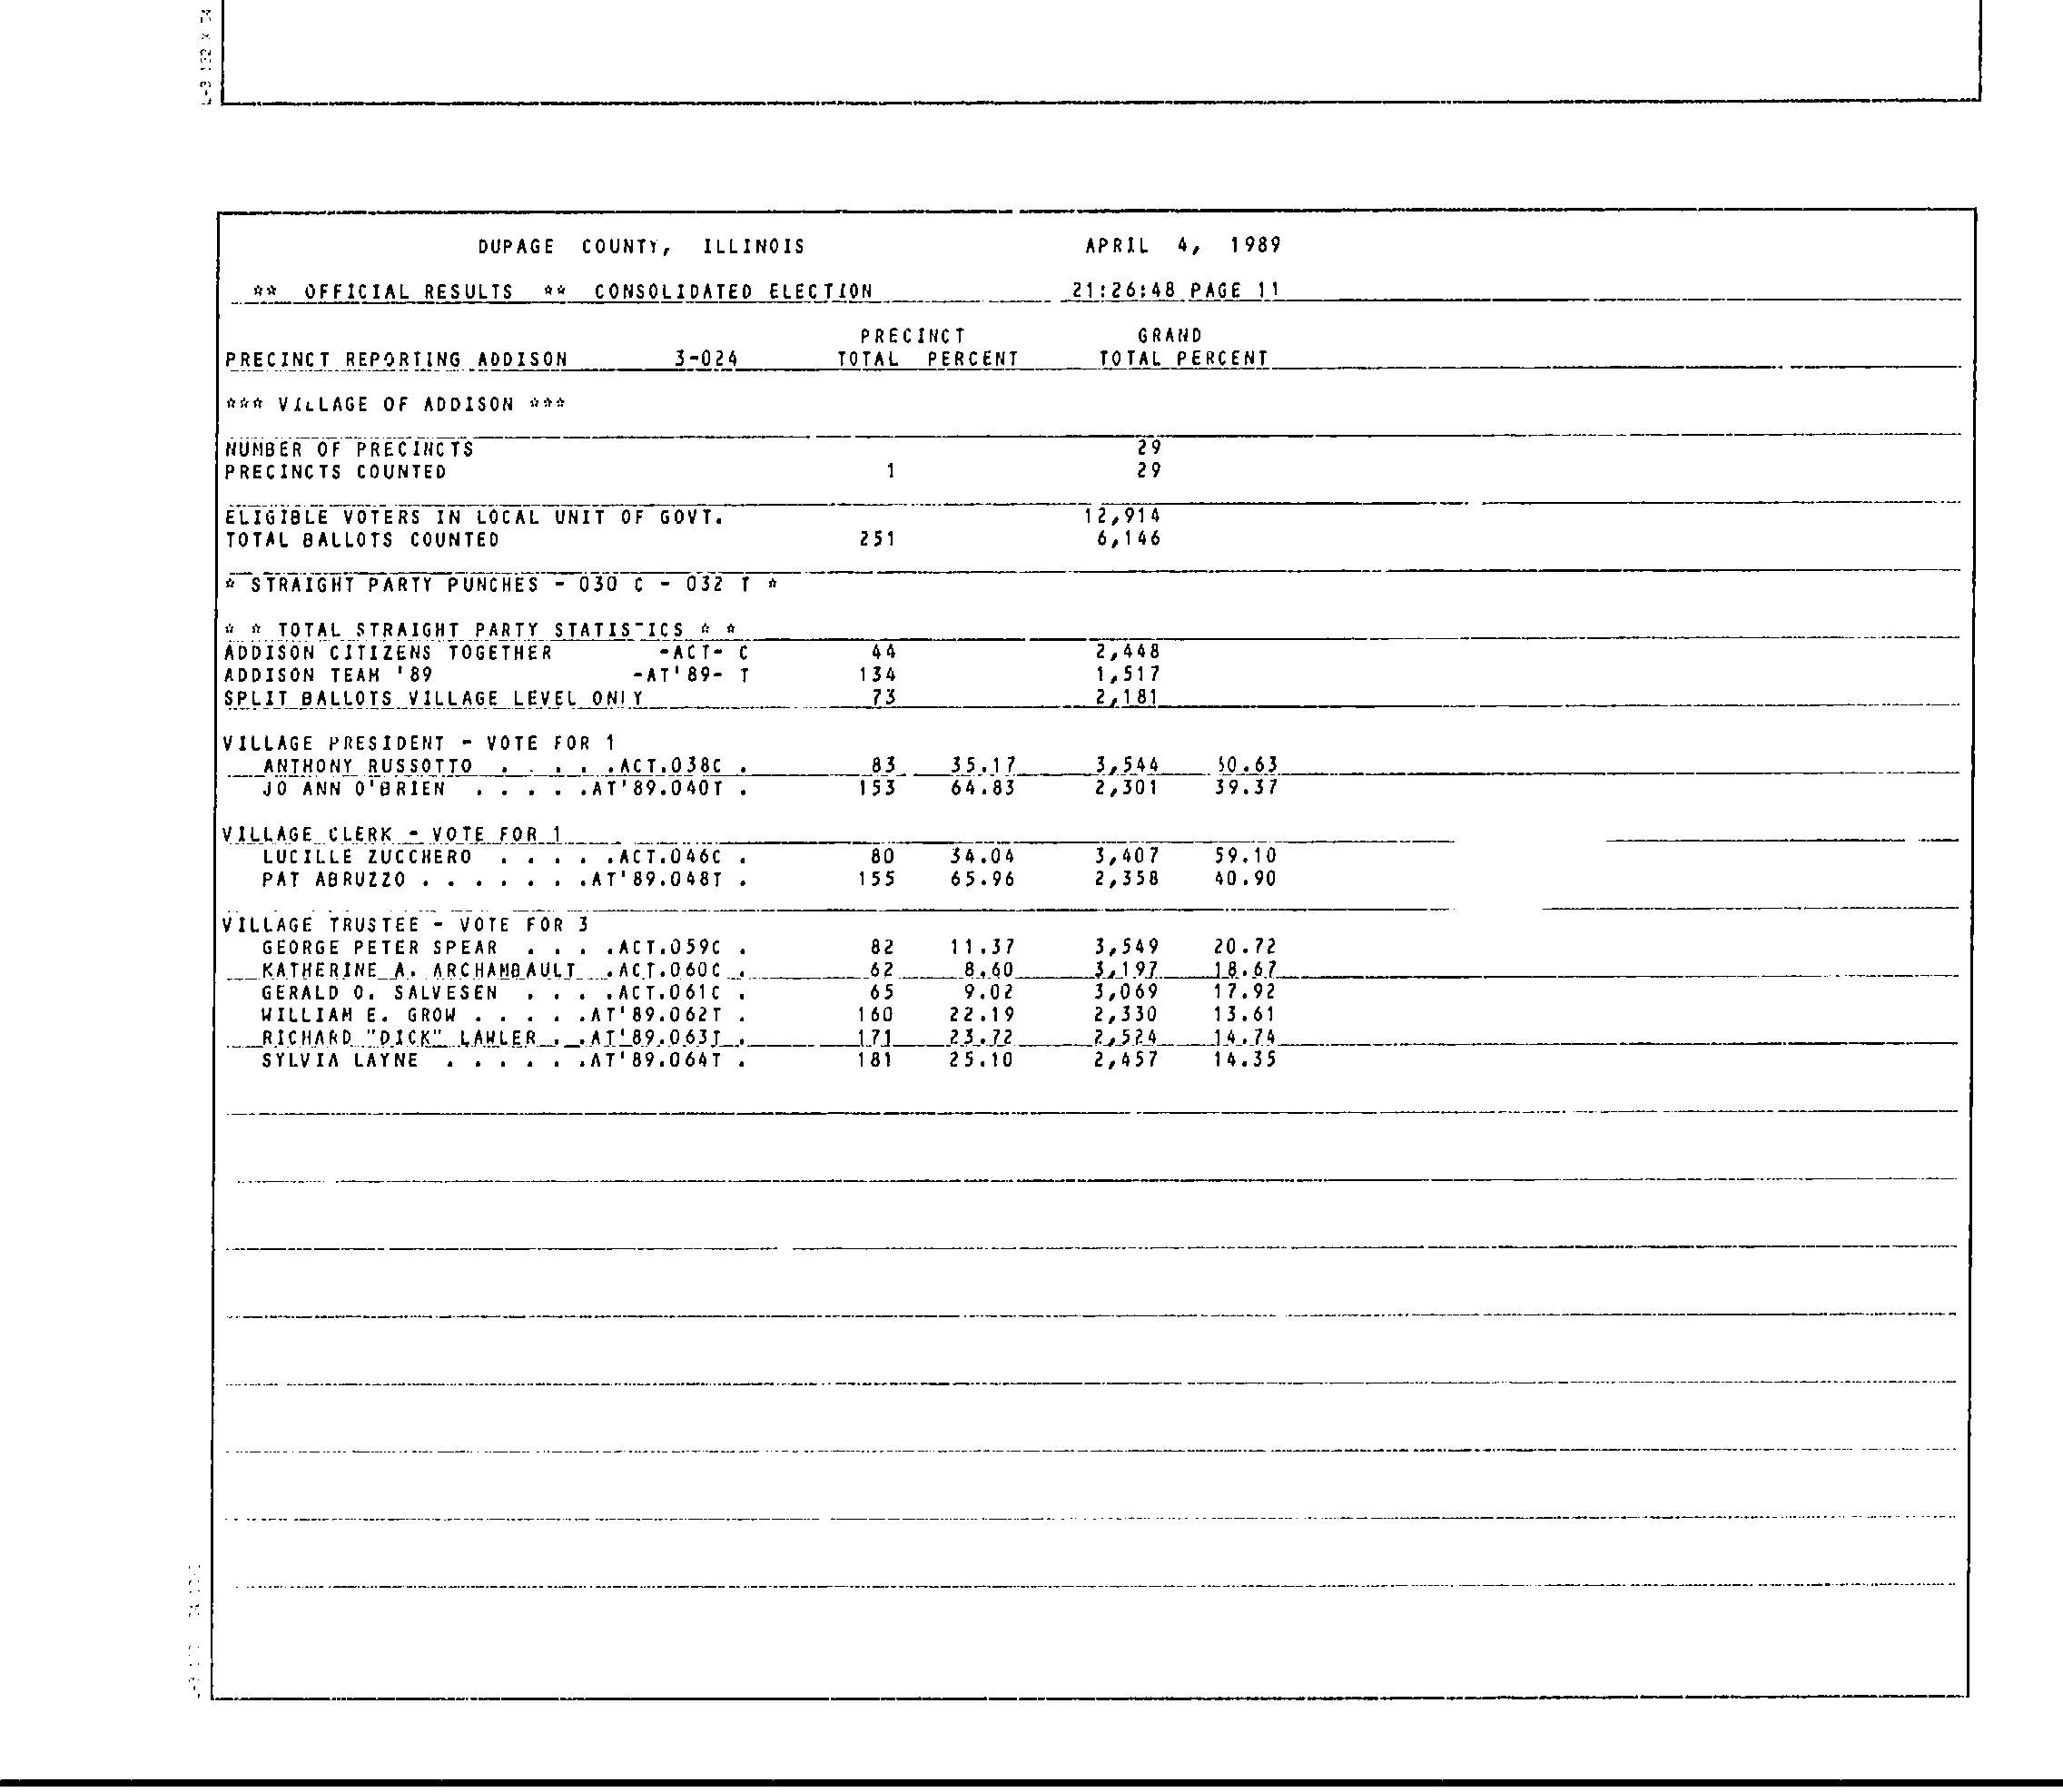 DUPAGE COUNTY, ILLINOIS APRIL 4, 1989
** OFFICIAL RESULTS ** CONSOLIDATED ELECTION 21:26:48 PAGE 11
PRECINCT GRAND
PRECINCT REPORTING ADDISON 3-024 TOTAL PERCENT TOTAL PERCENT
*** VILLAGE OF ADDISON ***
NUMBER OF PRECINCTS 29
PRECINCTS COUNTED 1 29
ELIGIBLE VOTERS IN LOCAL UNIT OF GOVT. 12,914
TOTAL BALLOTS COUNTED 251 6,146
* STRAIGHT PARTY PUNCHES - 030 C - 032 T *
* * TOTAL STRAIGHT PARTY STATISTICS * *
ADDISON CITIZENS TOGETHER -ACT- C 44 2,448
ADDISON TEAM '89 -AT'89- T 134 1,517
SPLIT BALLOTS VILLAGE LEVEL ONLY 73 2,181
VILLAGE PRESIDENT - VOTE FOR 1
ANTHONY RUSSOTTO . . . . .ACT.038C . 83 35.17 3,544 60.63
JO ANN O'BRIEN . . . . .AT'89.040T . 153 64.83 2,301 39.37
VILLAGE CLERK - VOTE FOR 1
LUCILLE ZUCCHERO . . . . .ACT.046C . 80 34.04 3,407 59.10
PAT ABRUZZO . . . . . . .AT'89.048T . 155 65.96 2,358 40.90
VILLAGE TRUSTEE - VOTE FOR 3
GEORGE PETER SPEAR . . . .ACT.059C . 82 11.37 3,549 20.72
KATHERINE A. ARCHAMBAULT .ACT.060C . 62 8.60 3,197 18.67
GERALD O. SALVESEN . . . .ACT.061C . 65 9.02 3,069 17.92
WILLIAM E. GROW . . . . .AT'89.062T . 160 22.19 2,330 13.61
RICHARD "DICK" LAWLER . .AT'89.063T . 171 23.72 2,524 14.74
SYLVIA LAYNE . . . . . .AT'89.064T . 181 25.10 2,457 14.35